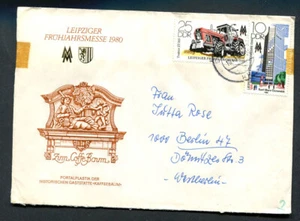 LEIPZIGER
FRÜHJAHRSMESSE 1980
25
DDR
10
DDR
Zum Coffe Baum
PORTALPLASTIK DER
HISTORISCHEN GASTSTÄTTE »KAFFEEBAUM«
Frau
Jutta Rose
1000 Berlin 47
Dömitzer Str. 3
- Westberlin -